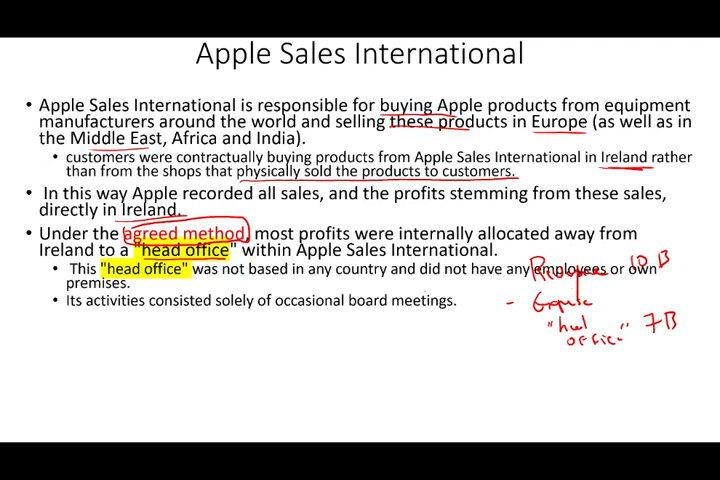 Apple Sales International
• Apple Sales International is responsible for buying Apple products from equipment
manufacturers around the world and selling these products in Europe (as well as in
the Middle East, Africa and India).
• customers were contractually buying products from Apple Sales International in Ireland rather
than from the shops that physically sold the products to customers.
• In this way Apple recorded all sales, and the profits stemming from these sales,
directly in Ireland.
• Under the agreed method, most profits were internally allocated away from
Ireland to a "head office" within Apple Sales International.
• This "head office" was not based in any country and did not have any employees or own
premises.
• Its activities consisted solely of occasional board meetings.
10 B
-
"head
office" 7B